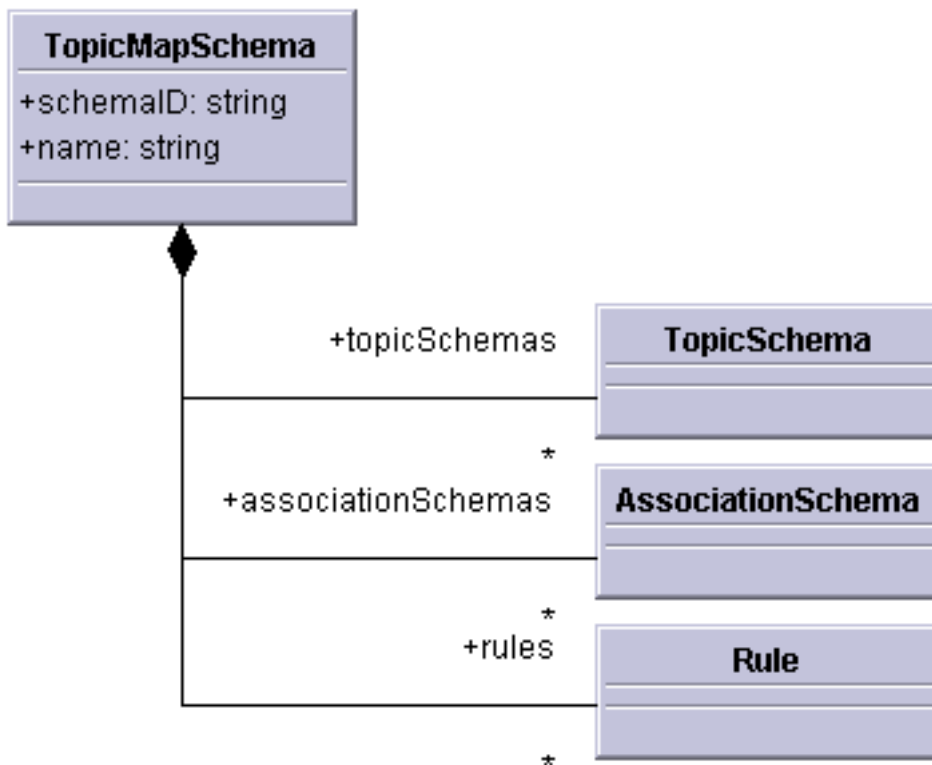 TopicMapSchema
+schemaID: string
+name: string
+topicSchemas
TopicSchema
*
+associationSchemas
AssociationSchema
*
+rules
Rule
*